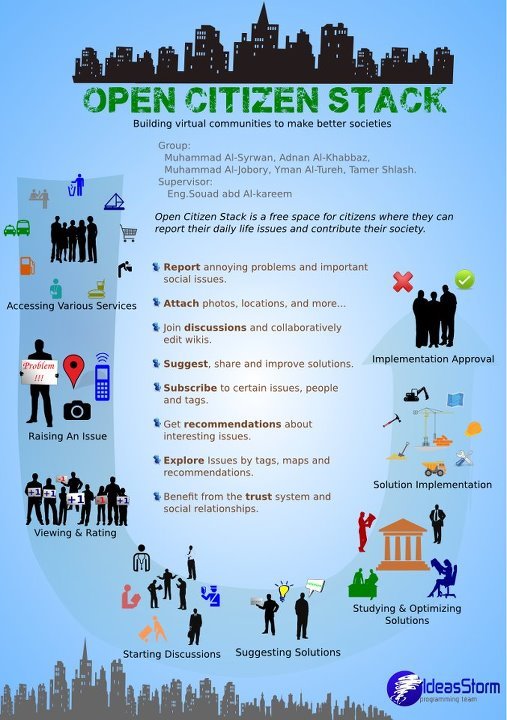 OPEN CITIZEN STACK
Building virtual communities to make better societies
Group:
Muhammad Al-Syrwan, Adnan Al-Khabbaz,
Muhammad Al-Jobory, Yman Al-Tureh, Tamer Shlash.
Supervisor:
Eng.Souad abd Al-kareem
Open Citizen Stack is a free space for citizens where they can
report their daily life issues and contribute their society.
Report annoying problems and important
social issues.
Attach photos, locations, and more...
Join discussions and collaboratively
edit wikis.
Suggest, share and improve solutions.
Subscribe to certain issues, people
and tags.
Get recommendations about
interesting issues.
Explore Issues by tags, maps and
recommendations.
Benefit from the trust system and
social relationships.
Accessing Various Services
Problem
!!!
Raising An Issue
+1
+1
+1
+1
Viewing & Rating
Starting Discussions
Suggesting Solutions
Studying & Optimizing
Solutions
Solution Implementation
Implementation Approval
IdeasStorm
programming team